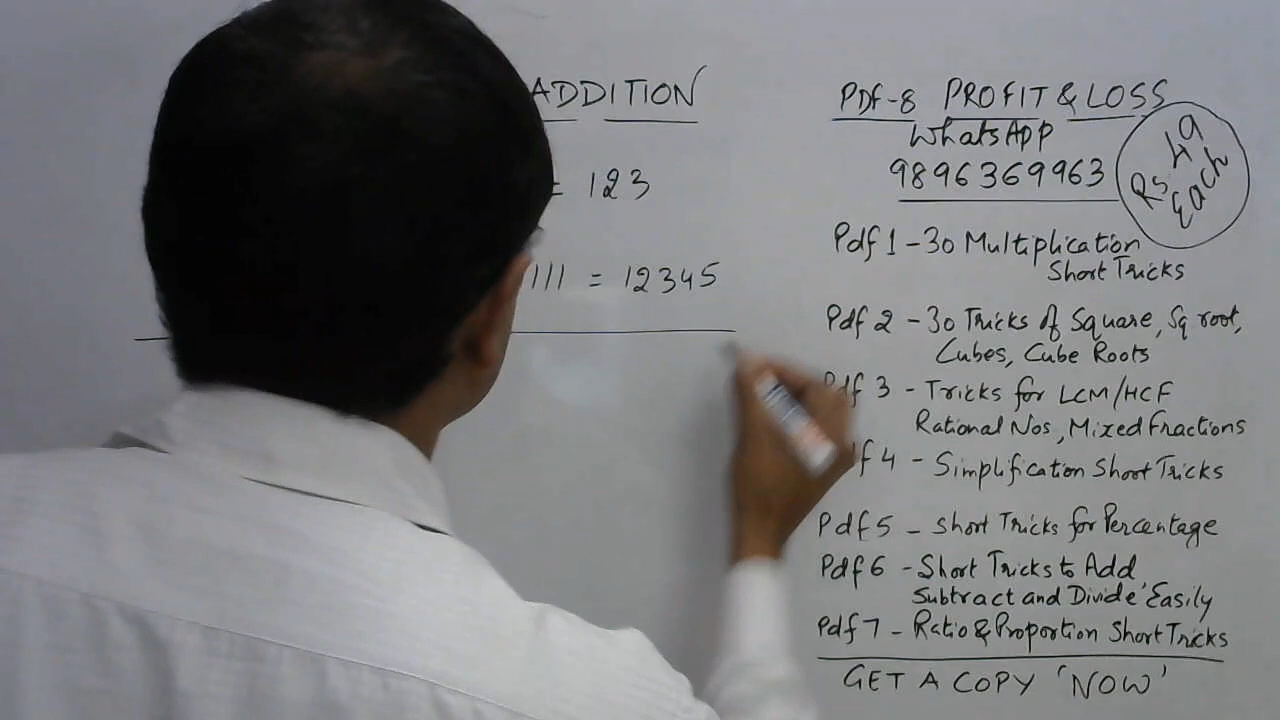 ADDITION
= 123
111 = 12345
Pdf-8 PROFIT & LOSS
WhatsApp
9896369963
Rs 49
Each
Pdf 1 - 30 Multiplication
Short Tricks
Pdf 2 - 30 Tricks of Square, Sq root,
Cubes, Cube Roots
Pdf 3 - Tricks for LCM/HCF
Rational Nos, Mixed Fractions
df 4 - Simplification Short Tricks
Pdf 5 - Short Tricks for Percentage
Pdf 6 - Short Tricks to Add,
Subtract and Divide Easily
Pdf 7 - Ratio & Proportion Short Tricks
GET A COPY 'NOW'